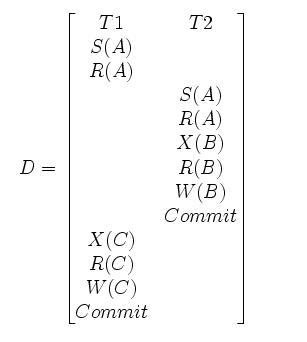 T1 T2
S(A)
R(A)
S(A)
R(A)
X(B)
D = R(B)
W(B)
Commit
X(C)
R(C)
W(C)
Commit